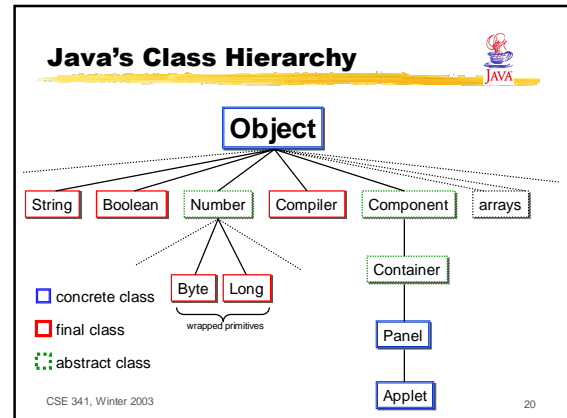 Java's Class Hierarchy
JAVA
Object
String Boolean Number Compiler Component arrays
Container
Byte Long
wrapped primitives
Panel
Applet
concrete class
final class
abstract class
CSE 341, Winter 2003
20